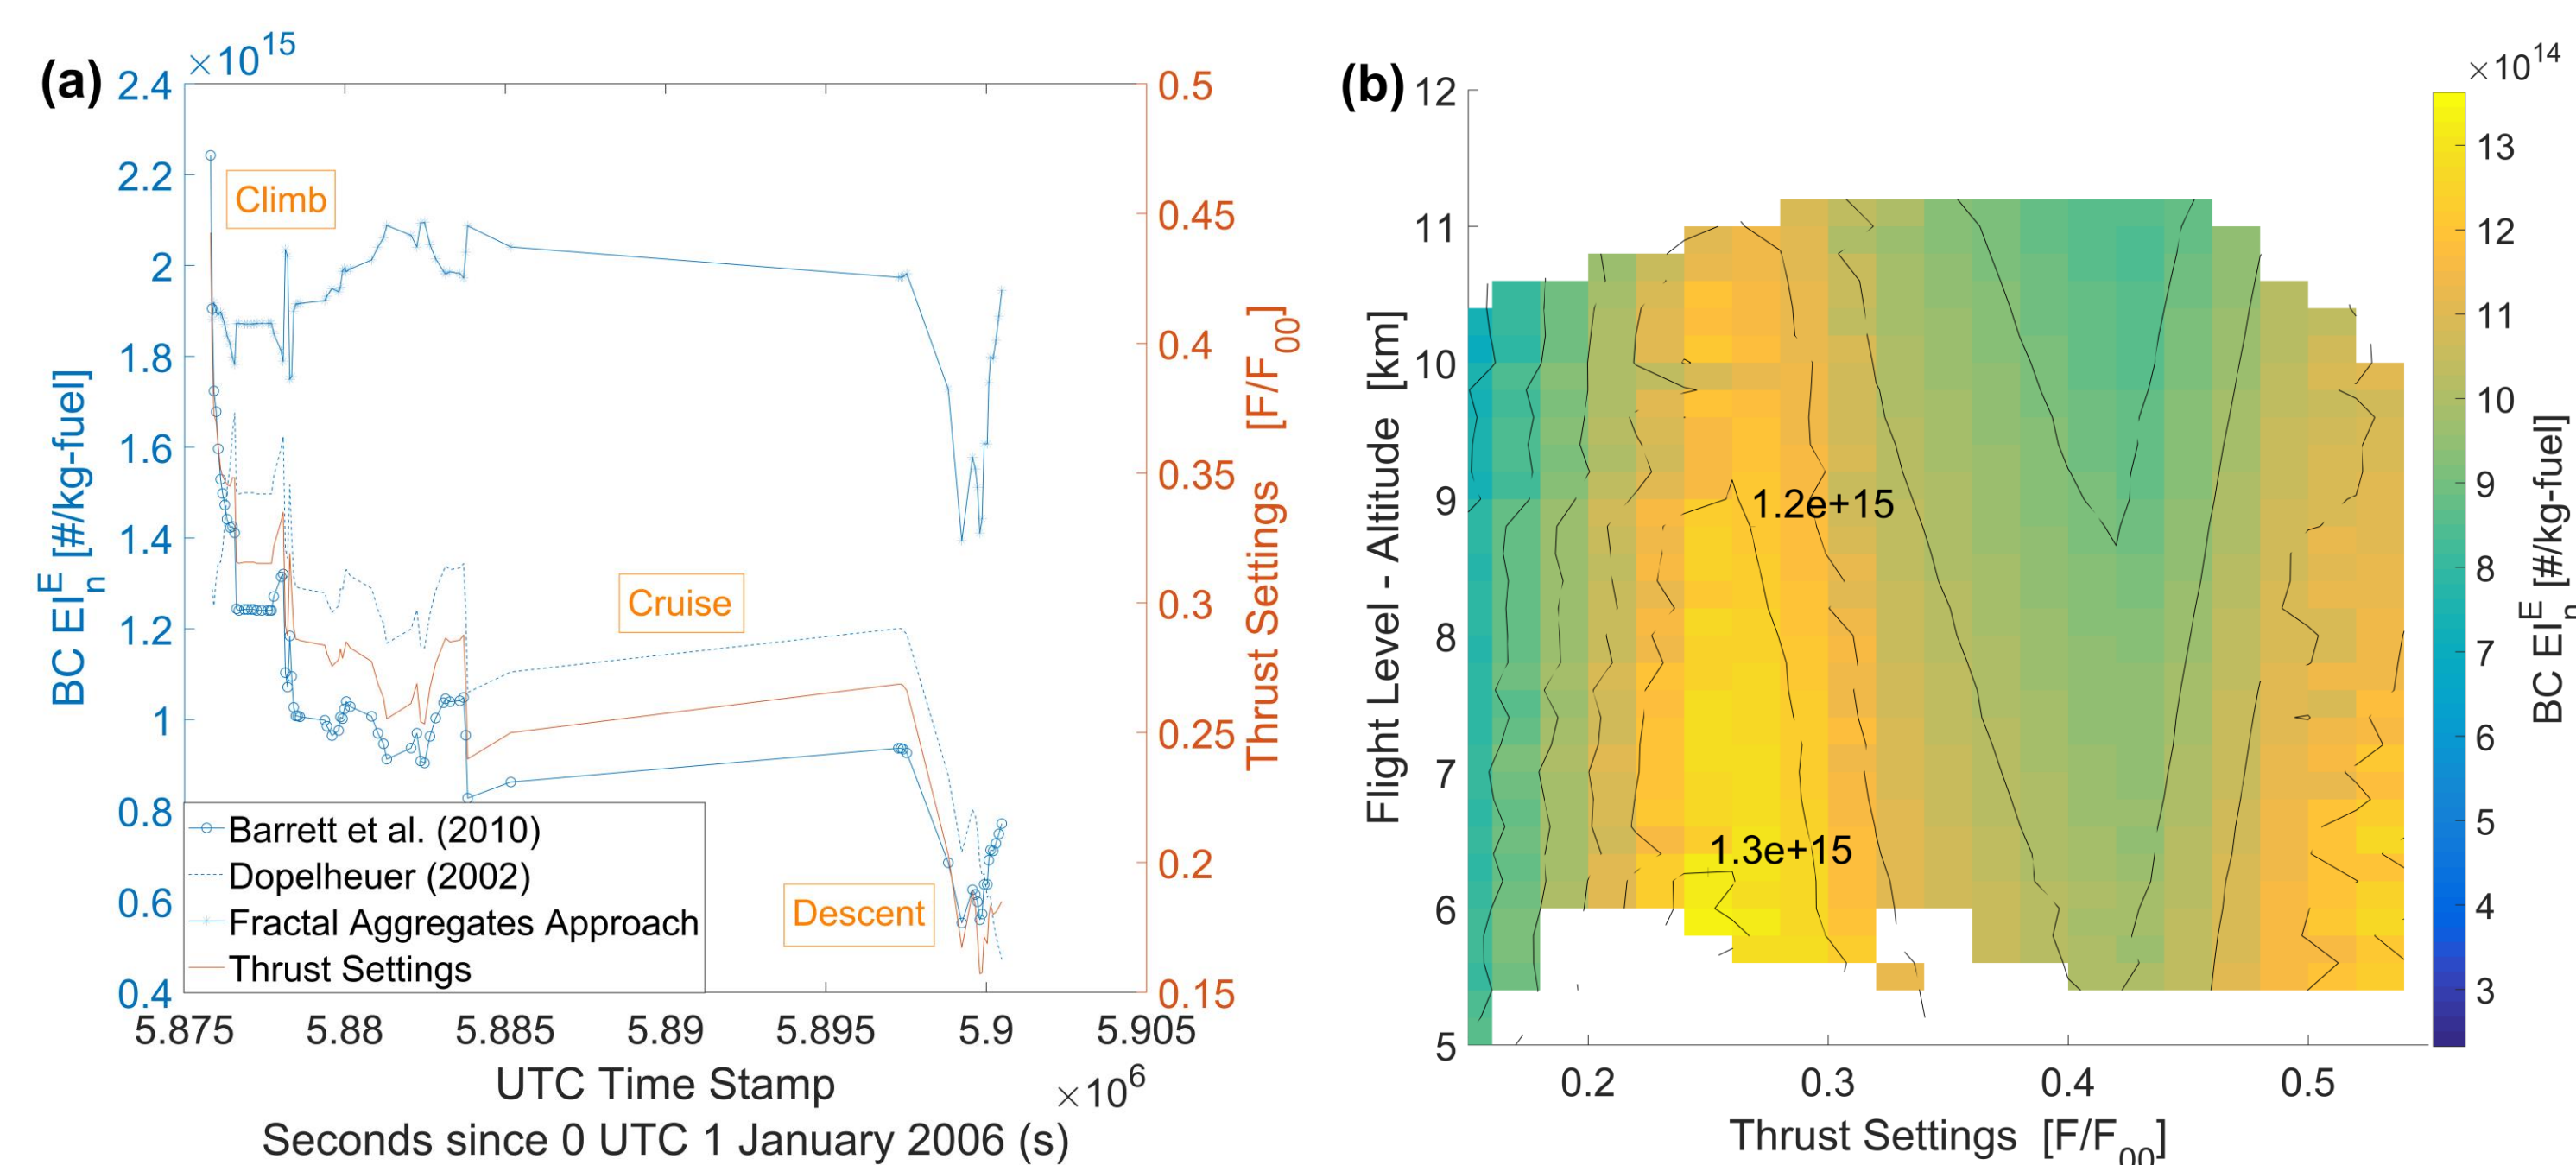 (a)
×10^15
2.4
2.2
2
1.8
1.6
1.4
1.2
1
0.8
0.6
0.4
BC EI^E_n [#/kg-fuel]
0.5
0.45
0.4
0.35
0.3
0.25
0.2
0.15
Thrust Settings [F/F_00]
Climb
Cruise
Descent
Barrett et al. (2010)
Dopelheuer (2002)
Fractal Aggregates Approach
Thrust Settings
5.875 5.88 5.885 5.89 5.895 5.9 5.905
UTC Time Stamp
×10^6
Seconds since 0 UTC 1 January 2006 (s)
(b)
12
11
10
9
8
7
6
5
Flight Level - Altitude [km]
1.2e+15
1.3e+15
0.2 0.3 0.4 0.5
Thrust Settings [F/F_00]
×10^14
13
12
11
10
9
8
7
6
5
4
3
BC EI^E_n [#/kg-fuel]